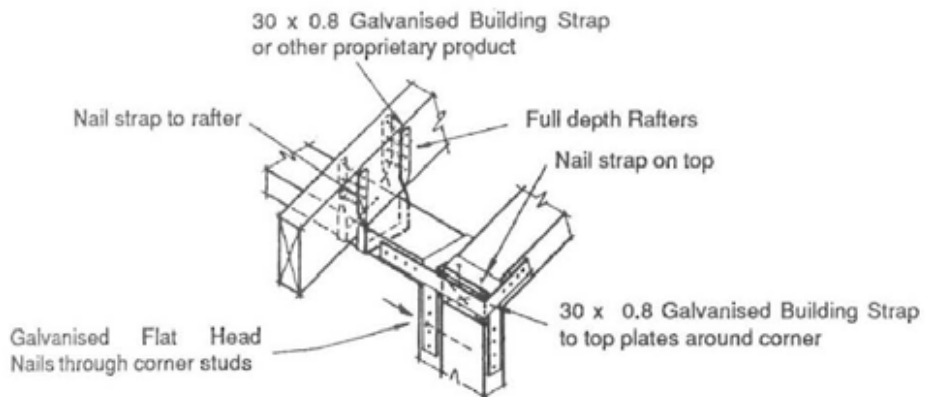 30 x 0.8 Galvanised Building Strap
or other proprietary product
Nail strap to rafter
Full depth Rafters
Nail strap on top
30 x 0.8 Galvanised Building Strap
to top plates around corner
Galvanised Flat Head
Nails through corner studs